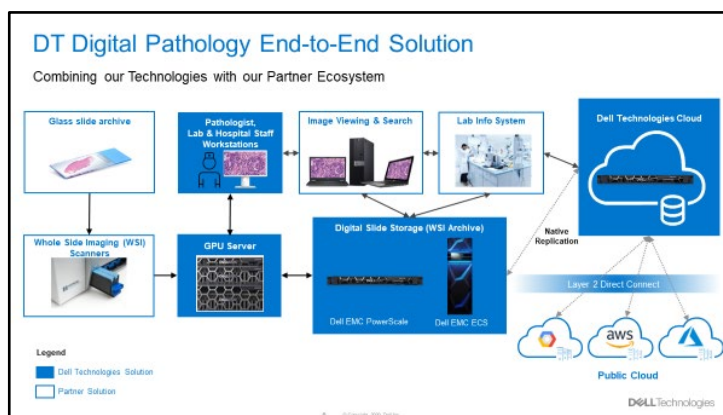 DT Digital Pathology End-to-End Solution
Combining our Technologies with our Partner Ecosystem
Glass slide archive
Pathologist,
Lab & Hospital Staff
Workstations
Image Viewing & Search
Lab Info System
Dell Technologies Cloud
Whole Side Imaging (WSI)
Scanners
GPU Server
Digital Slide Storage (WSI Archive)
Dell EMC PowerScale
Dell EMC ECS
Native
Replication
Layer 2 Direct Connect
aws
Public Cloud
Legend
Dell Technologies Solution
Partner Solution
DELLTechnologies